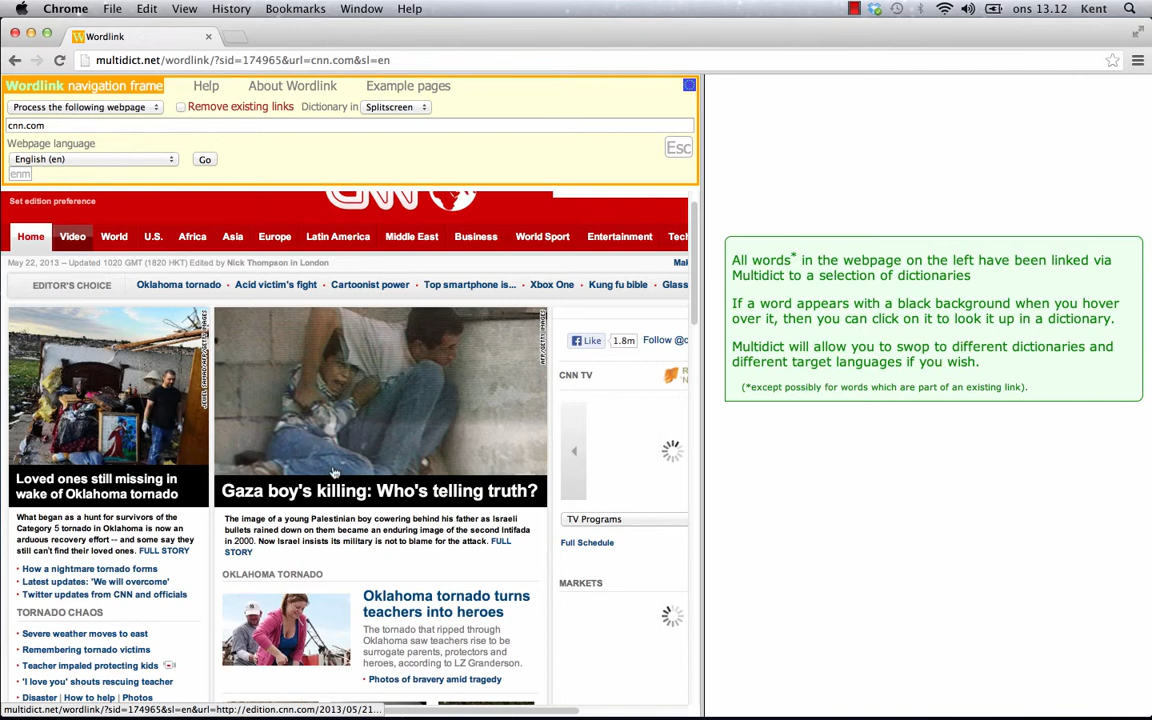 Chrome File Edit View History Bookmarks Window Help ons 13.12 Kent
Wordlink
multidict.net/wordlink/?sid=174965&url=cnn.com&sl=en
Wordlink navigation frame Help About Wordlink Example pages
Process the following webpage Remove existing links Dictionary in Splitscreen
cnn.com
Webpage language
English (en) Go Esc
enm
Set edition preference
CNN
Home Video World U.S. Africa Asia Europe Latin America Middle East Business World Sport Entertainment Tech
May 22, 2013 – Updated 1020 GMT (1820 HKT) Edited by Nick Thompson in London Mak
EDITOR'S CHOICE Oklahoma tornado · Acid victim's fight · Cartoonist power · Top smartphone is... · Xbox One · Kung fu bible · Glass
JEWEL SAMAD/AFP/GETTY IMAGES
AFP/GETTY IMAGES
Loved ones still missing in
wake of Oklahoma tornado
What began as a hunt for survivors of the
Category 5 tornado in Oklahoma is now an
arduous recovery effort -- and some say they
still can't find their loved ones. FULL STORY
· How a nightmare tornado forms
· Latest updates: 'We will overcome'
· Twitter updates from CNN and officials
TORNADO CHAOS
· Severe weather moves to east
· Remembering tornado victims
· Teacher impaled protecting kids
· 'I love you' shouts rescuing teacher
· Disaster | How to help | Photos
Gaza boy's killing: Who's telling truth?
The image of a young Palestinian boy cowering behind his father as Israeli
bullets rained down on them became an enduring image of the second Intifada
in 2000. Now Israel insists its military is not to blame for the attack. FULL
STORY
OKLAHOMA TORNADO
Oklahoma tornado turns
teachers into heroes
The tornado that ripped through
Oklahoma saw teachers rise to be
surrogate parents, protectors and
heroes, according to LZ Granderson.
· Photos of bravery amid tegedy
Like 1.8m Follow @c
CNN TV
TV Programs
Full Schedule
MARKETS
All words* in the webpage on the left have been linked via
Multidict to a selection of dictionaries
If a word appears with a black background when you hover
over it, then you can click on it to look it up in a dictionary.
Multidict will allow you to swop to different dictionaries and
different target languages if you wish.
(*except possibly for words which are part of an existing link).
multidict.net/wordlink/?sid=174965&sl=en&url=http://edition.cnn.com/2013/05/21...